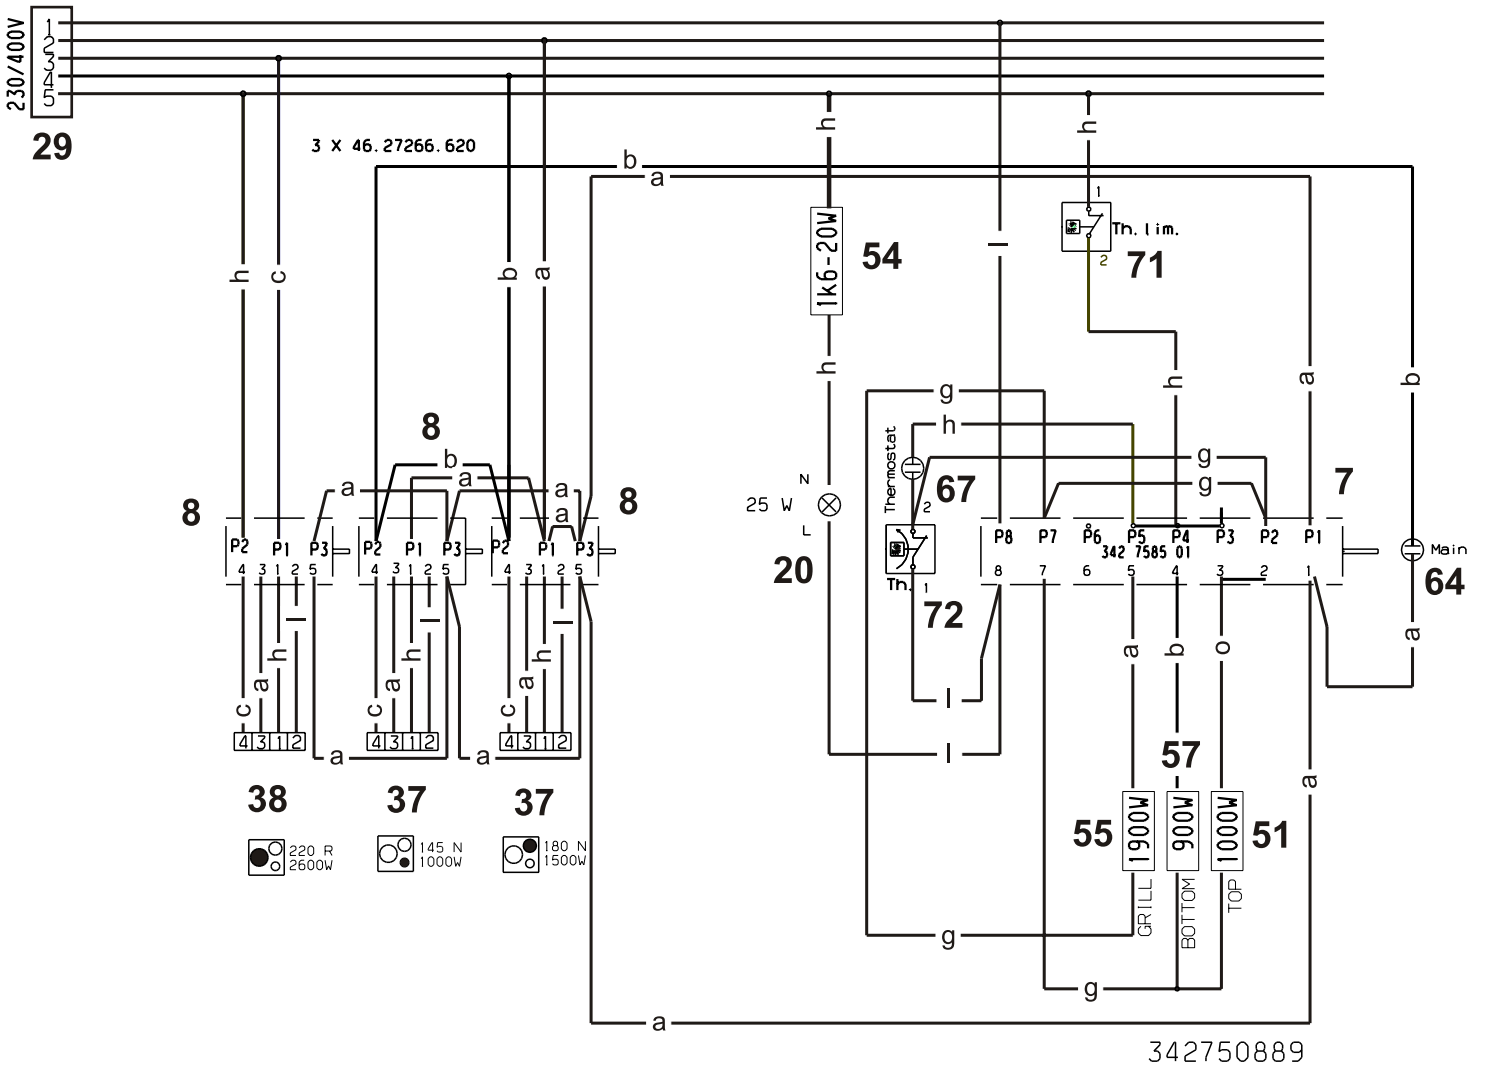 230/400V
1
2
3
4
5
29
3 X 46.27266.620
b
a
h
h
1
Th. lim.
2
71
1k6-20W
54
l
h
c
b
a
h
h
a
b
g
h
Thermostat
67
g
g
7
8
b
a
a
a
a
8
8
N
25 W
L
20
2
Th.
1
72
P2 P1 P3
4 3 1 2 5
P2 P1 P3
4 3 1 2 5
P2 P1 P3
4 3 1 2 5
P8 P7 P6 P5 P4 P3 P2 P1
342 7585 01
8 7 6 5 4 3 2 1
Main
64
a
l
h
a
c
l
h
a
c
l
h
a
c
a
b
o
l
l
4 3 1 2
4 3 1 2
4 3 1 2
a
a
38
37
37
57
a
55
1900W
900W
1000W
51
220 R
2600W
145 N
1000W
180 N
1500W
GRILL
BOTTOM
TOP
g
g
a
342750889